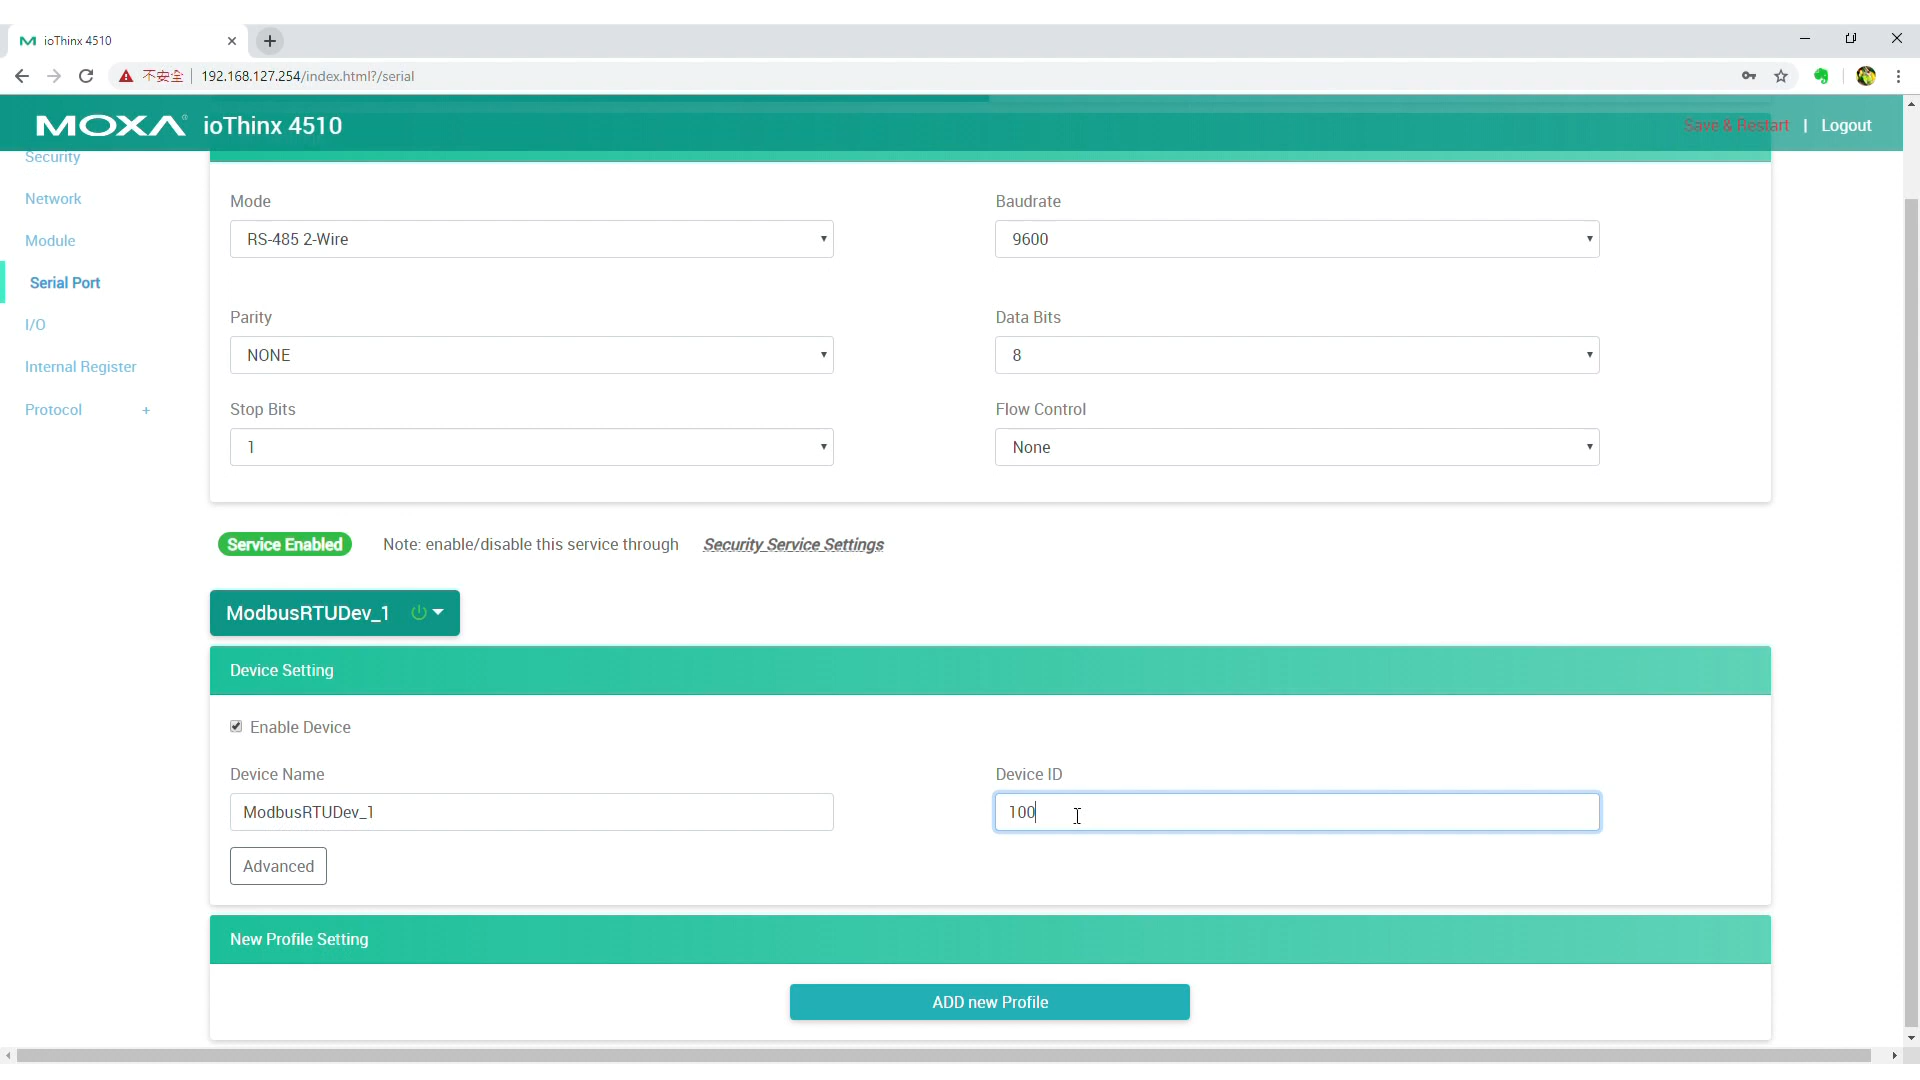 ioThinx 4510
不安全 192.168.127.254/index.html?/serial
MOXA ioThinx 4510
Save & Restart | Logout
Security
Network
Module
Serial Port
I/O
Internal Register
Protocol +
Mode
RS-485 2-Wire
Baudrate
9600
Parity
NONE
Data Bits
8
Stop Bits
1
Flow Control
None
Service Enabled
Note: enable/disable this service through Security Service Settings
ModbusRTUDev_1
Device Setting
Enable Device
Device Name
ModbusRTUDev_1
Device ID
100
Advanced
New Profile Setting
ADD new Profile